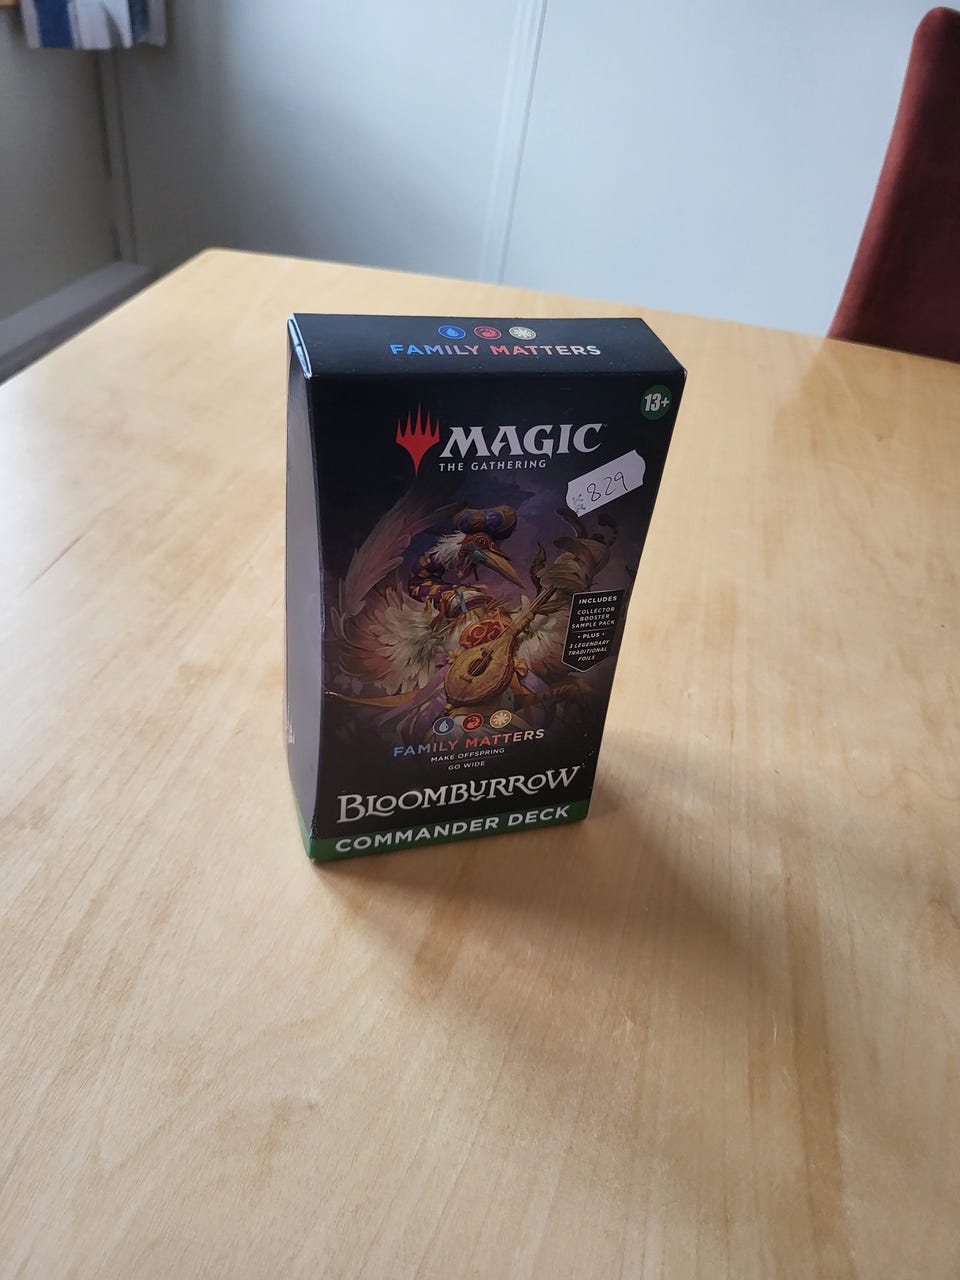 FAMILY MATTERS
13+
MAGIC
THE GATHERING
829
INCLUDES
COLLECTOR
BOOSTER
SAMPLE PACK
• PLUS •
2 LEGENDARY
TRADITIONAL
FOILS
FAMILY MATTERS
MAKE OFFSPRING
GO WIDE
BLOOMBURROW
COMMANDER DECK